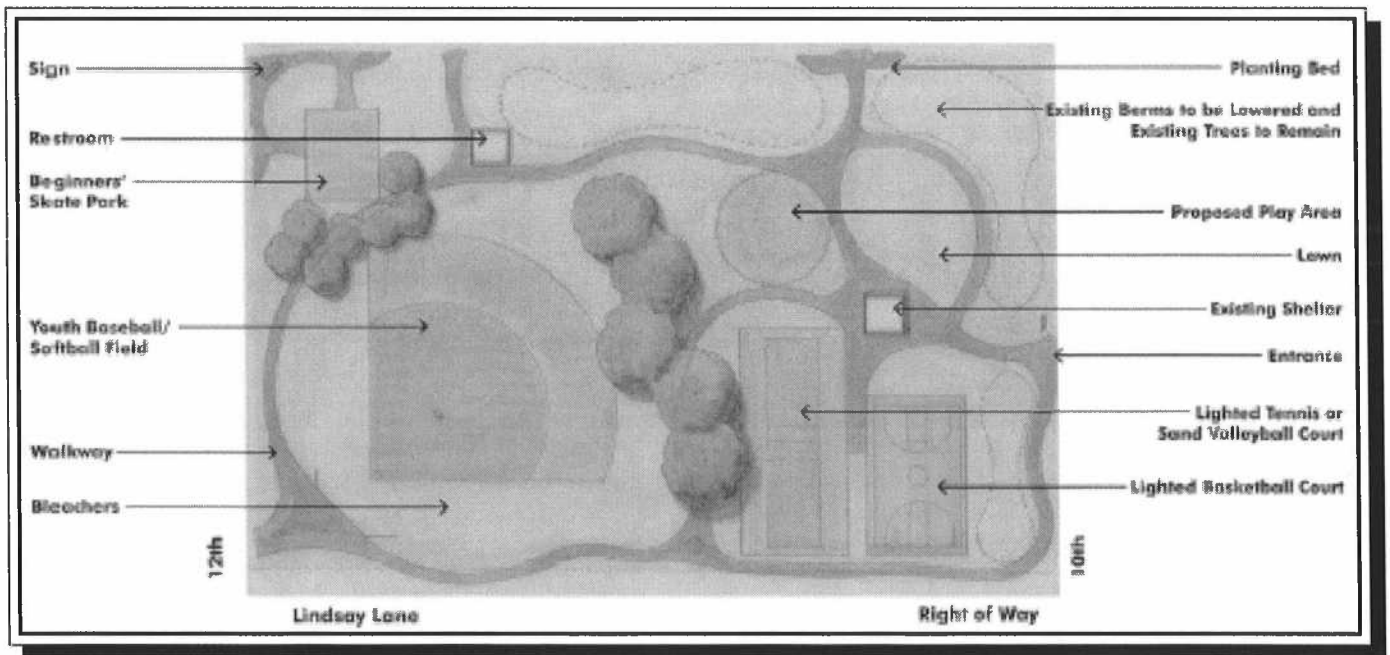 Sign
Restroom
Beginners'
Skate Park
Youth Baseball/
Softball Field
Walkway
Bleachers
12th
Lindsay Lane
Planting Bed
Existing Berms to be Lowered and
Existing Trees to Remain
Proposed Play Area
Lawn
Existing Shelter
Entrance
Lighted Tennis or
Sand Valleyball Court
Lighted Basketball Court
10th
Right of Way